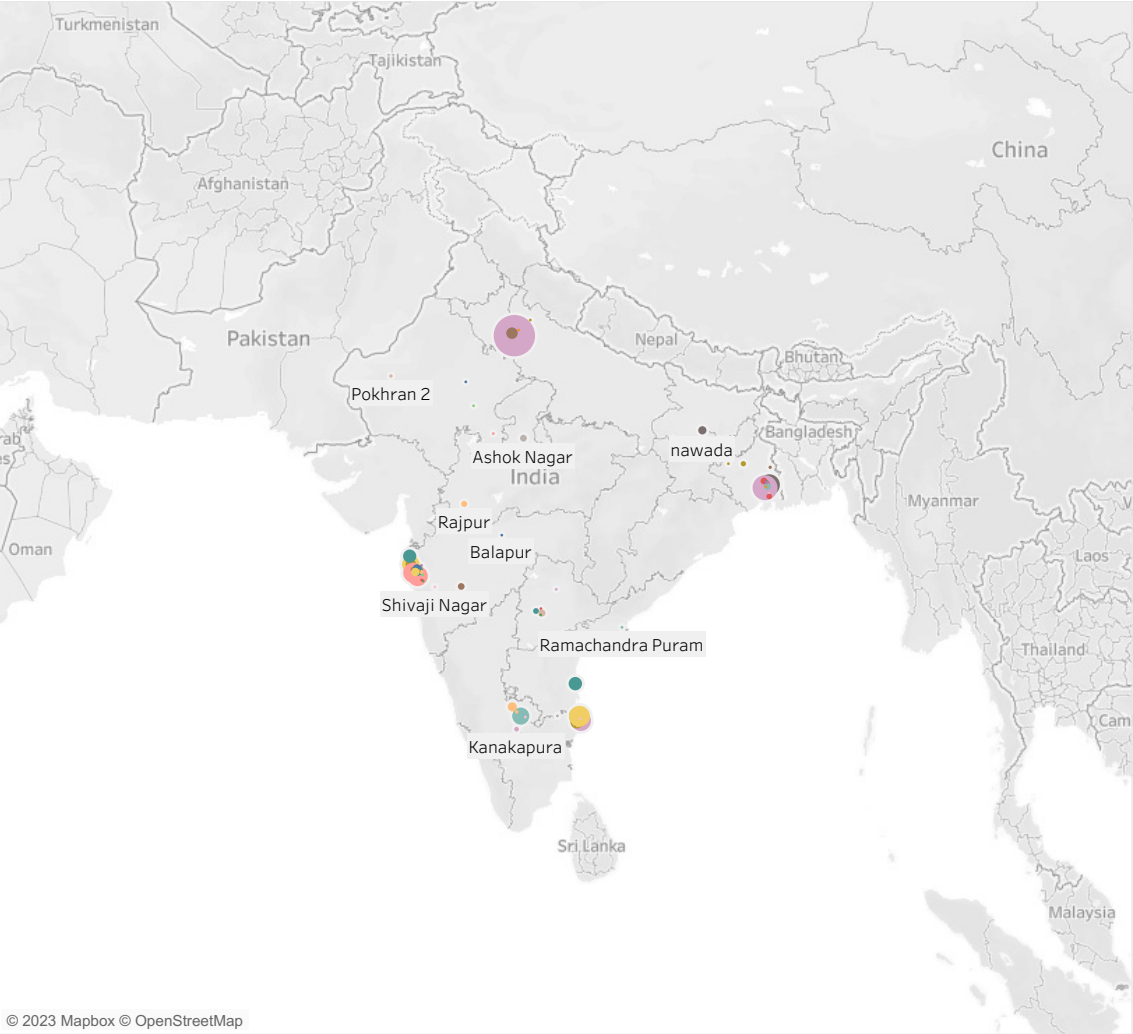 Turkmenistan
Tajikistan
China
Afghanistan
Pakistan
Nepal
Bhutan
Pokhran 2
Bangladesh
nawada
Ashok Nagar
India
Myanmar
Rajpur
Oman
Balapur
Laos
Shivaji Nagar
Ramachandra Puram
Thailand
Cam
Kanakapura
Sri Lanka
Malaysia
© 2023 Mapbox © OpenStreetMap